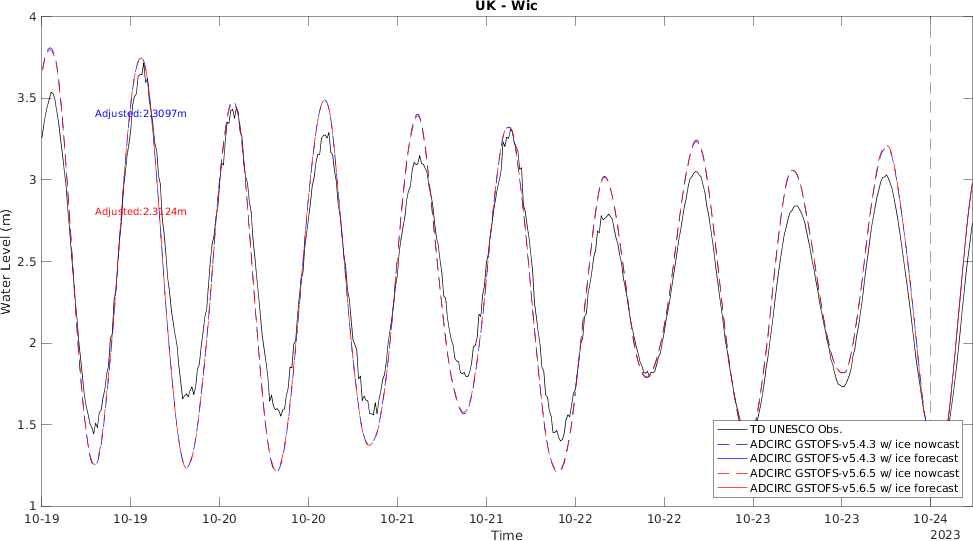 UK - Wic
4
3.5
3
2.5
2
1.5
1
Water Level (m)
Adjusted:2.3097m
Adjusted:2.3124m
TD UNESCO Obs.
ADCIRC GSTOFS-v5.4.3 w/ ice nowcast
ADCIRC GSTOFS-v5.4.3 w/ ice forecast
ADCIRC GSTOFS-v5.6.5 w/ ice nowcast
ADCIRC GSTOFS-v5.6.5 w/ ice forecast
10-19 10-19 10-20 10-20 10-21 10-21 10-22 10-22 10-23 10-23 10-24
2023
Time